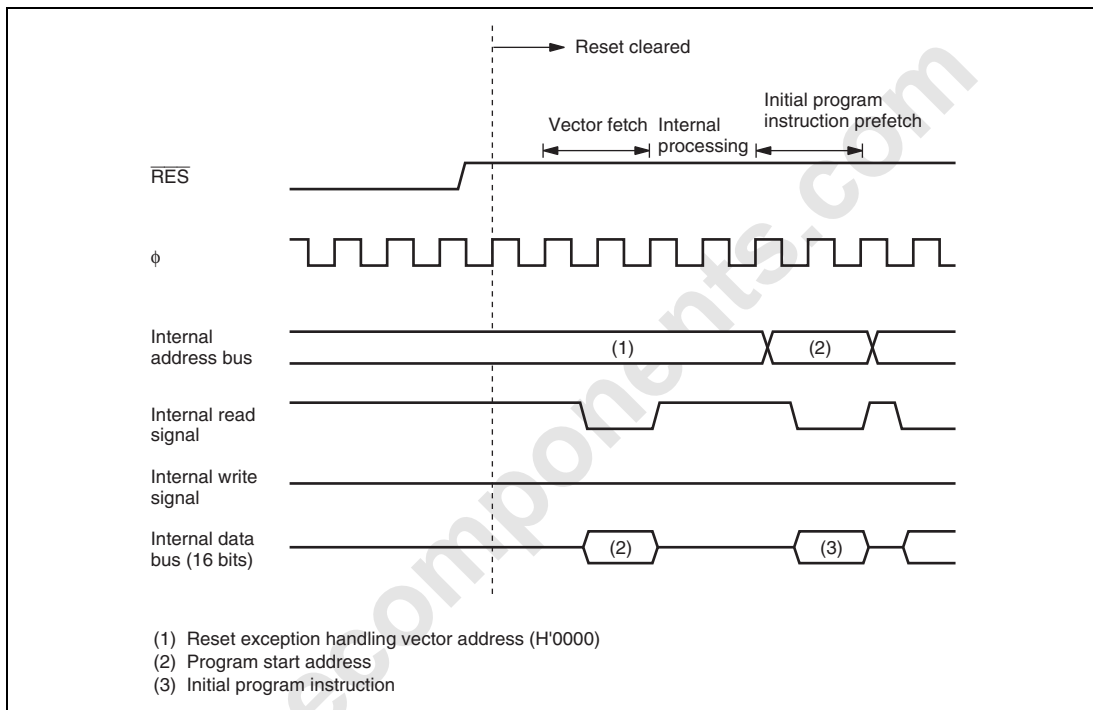 Reset cleared
Initial program
Vector fetch Internal instruction prefetch
processing
RES
φ
Internal
address bus
(1)
(2)
Internal read
signal
Internal write
signal
Internal data
bus (16 bits)
(2)
(3)
(1) Reset exception handling vector address (H'0000)
(2) Program start address
(3) Initial program instruction
ecomponents.com